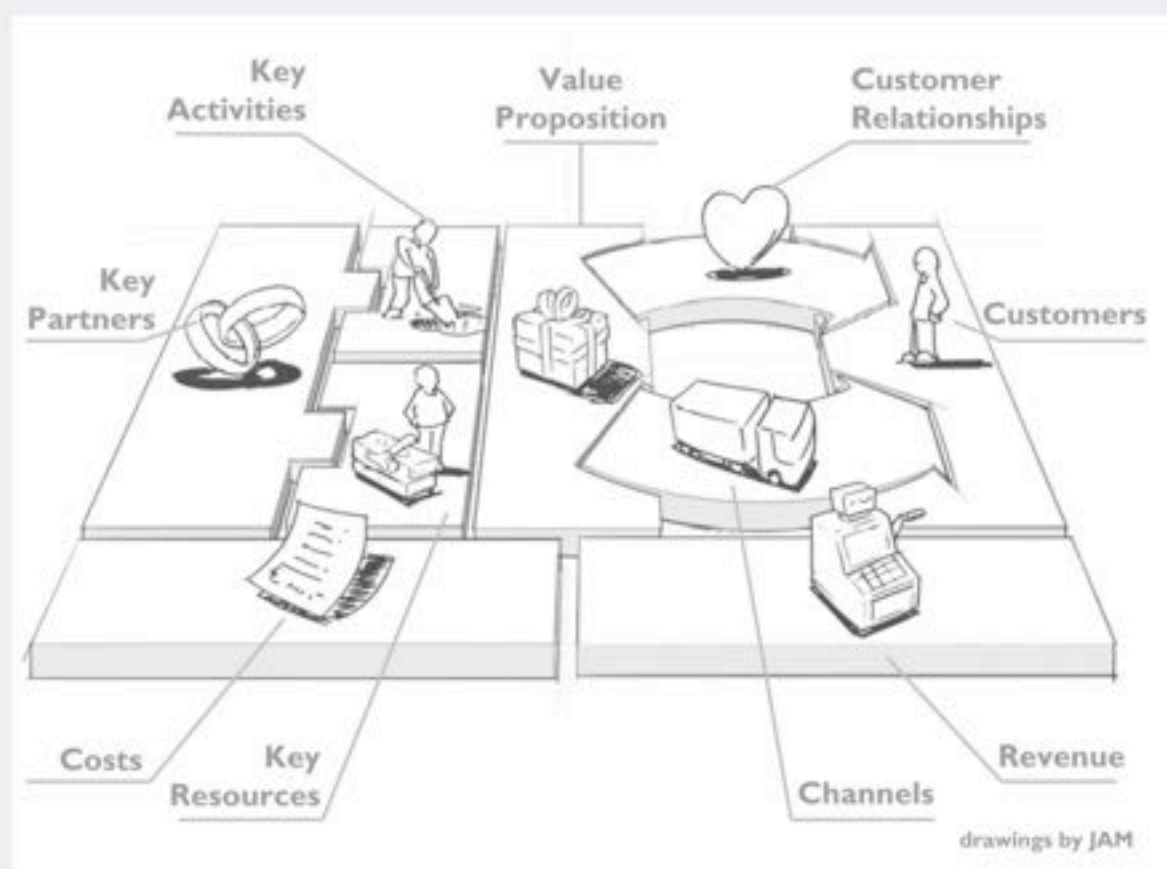 Key
Activities
Value
Proposition
Customer
Relationships
Key
Partners
Customers
Costs
Key
Resources
Channels
Revenue
drawings by JAM